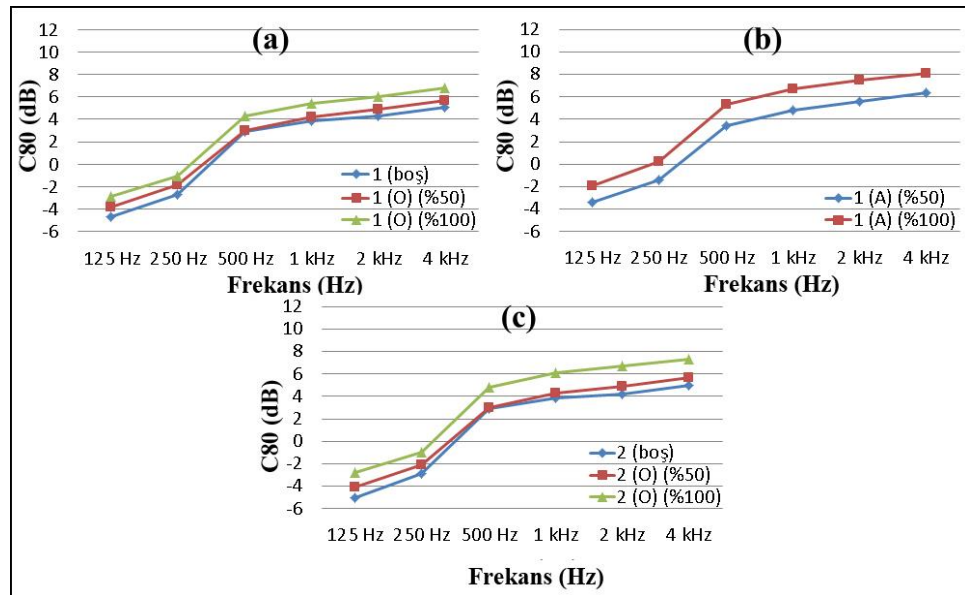 (a)
C80 (dB)
12
10
8
6
4
2
0
-2
-4
-6
1 (boş)
1 (O) (%50)
1 (O) (%100)
125 Hz 250 Hz 500 Hz 1 kHz 2 kHz 4 kHz
Frekans (Hz)
(b)
C80 (dB)
12
10
8
6
4
2
0
-2
-4
-6
1 (A) (%50)
1 (A) (%100)
125 Hz 250 Hz 500 Hz 1 kHz 2 kHz 4 kHz
Frekans (Hz)
(c)
C80 (dB)
12
10
8
6
4
2
0
-2
-4
-6
2 (boş)
2 (O) (%50)
2 (O) (%100)
125 Hz 250 Hz 500 Hz 1 kHz 2 kHz 4 kHz
Frekans (Hz)